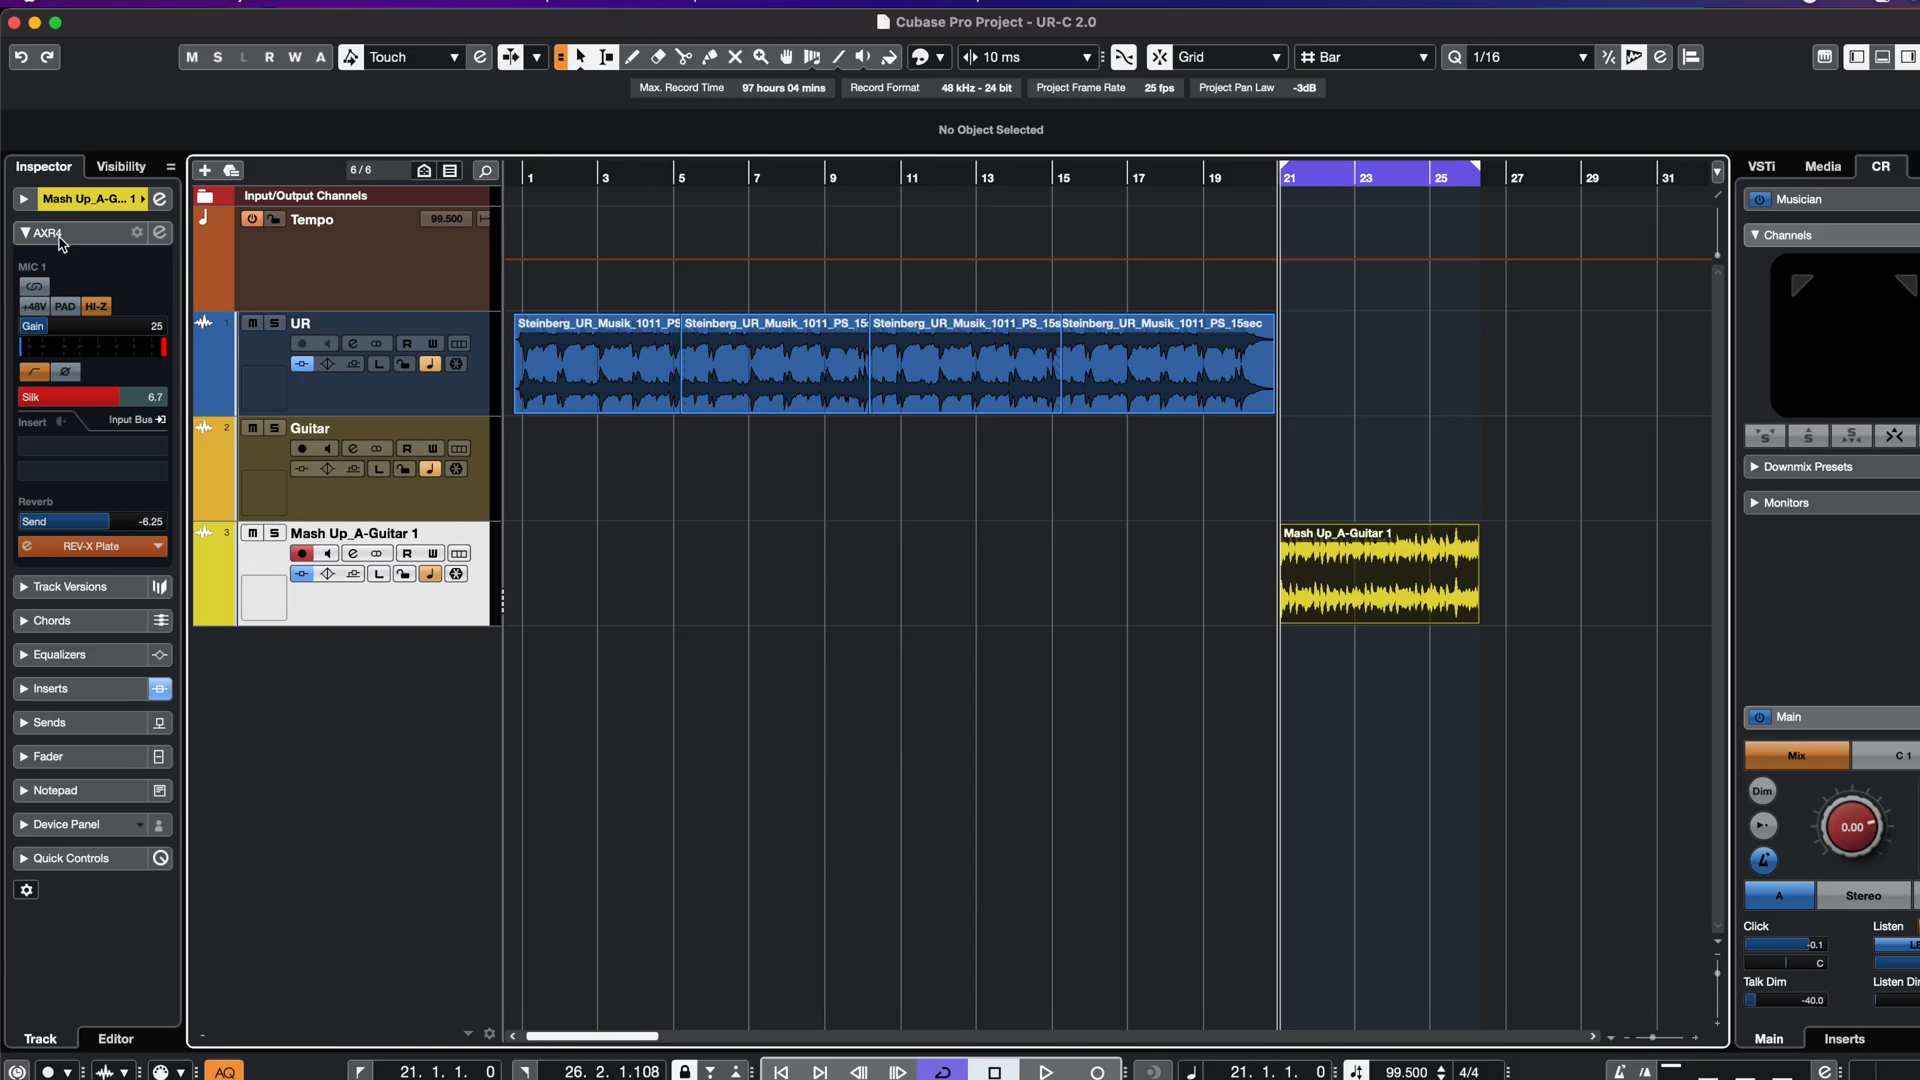 Cubase Pro Project - UR-C 2.0
M S L R W A Touch 10 ms Grid Bar Q 1/16
Max. Record Time 97 hours 04 mins Record Format 48 kHz - 24 bit Project Frame Rate 25 fps Project Pan Law -3dB
No Object Selected
Inspector Visibility
Mash Up_A-G... 1
AXR4
MIC 1
+48V PAD HI-Z
Gain 25
Silk 6.7
Insert Input Bus
Reverb
Send -6.25
REV-X Plate
Track Versions
Chords
Equalizers
Inserts
Sends
Fader
Notepad
Device Panel
Quick Controls
Track Editor
6/6
Input/Output Channels
Tempo 99.500
1 M S UR
R W
L
2 M S Guitar
R W
L
3 M S Mash Up_A-Guitar 1
R W
L
1 3 5 7 9 11 13 15 19 21 23 25 27 29 31
Steinberg_UR_Musik_1011_PS Steinberg_UR_Musik_1011_PS_15 Steinberg_UR_Musik_1011_PS_15s Steinberg_UR_Musik_1011_PS_15sec
Mash Up_A-Guitar 1
VSTi Media CR
Musician
Channels
Downmix Presets
Monitors
Main
Mix C 1
Dim
0.00
A Stereo
Click Listen
-0.1 LE
C
Talk Dim Listen Di
-40.0
Main Inserts
AQ 21. 1. 1. 0 26. 2. 1.108 21. 1. 1. 0 99.500 4/4